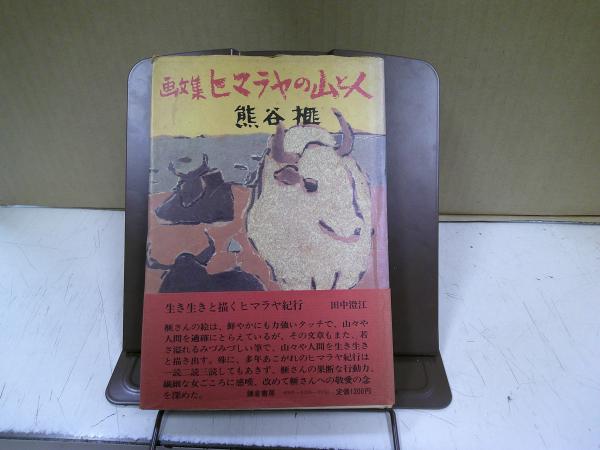 画文集ヒマラヤの山と人
熊谷榧
生き生きと描くヒマラヤ紀行 田中澄江
榧さんの絵は、鮮やかにも力強いタッチで、山々や
人間を適確にとらえているが、その文章もまた、若
さ溢れるみづみづしい筆で、山々や人間を生き生き
と描き出す。殊に、多年あこがれのヒマラヤ紀行は
一読二読三読してもあきず、榧さんの果断な行動力、
繊細な女ごころに感嘆、改めて榧さんへの敬愛の念
を深めた。
鎌倉書房 定価1200円